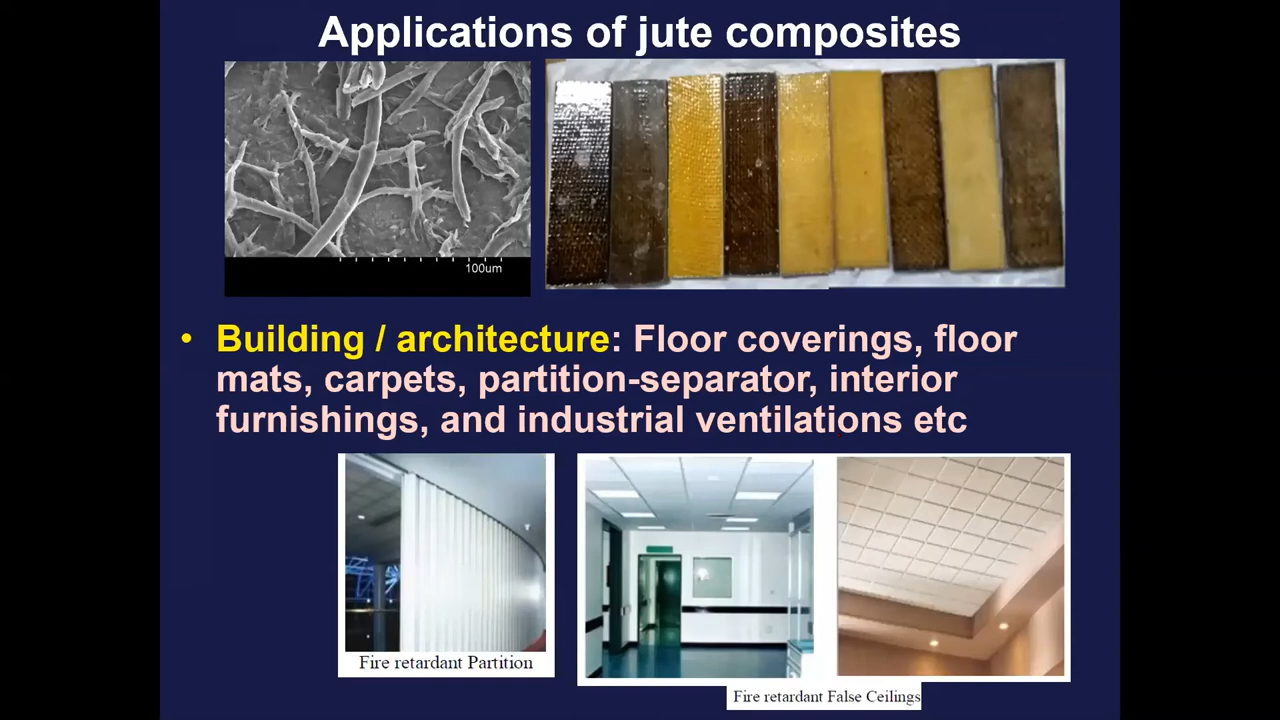 Applications of jute composites
100um
• Building / architecture: Floor coverings, floor
mats, carpets, partition-separator, interior
furnishings, and industrial ventilations etc
Fire retardant Partition
Fire retardant False Ceilings